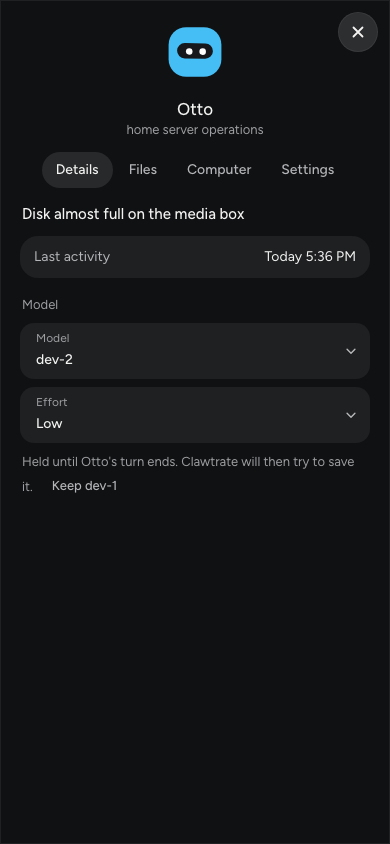 Otto
home server operations
Details Files Computer Settings
Disk almost full on the media box
Last activity Today 5:36 PM
Model
Model
dev-2
Effort
Low
Held until Otto's turn ends. Clawtrate will then try to save
it. Keep dev-1